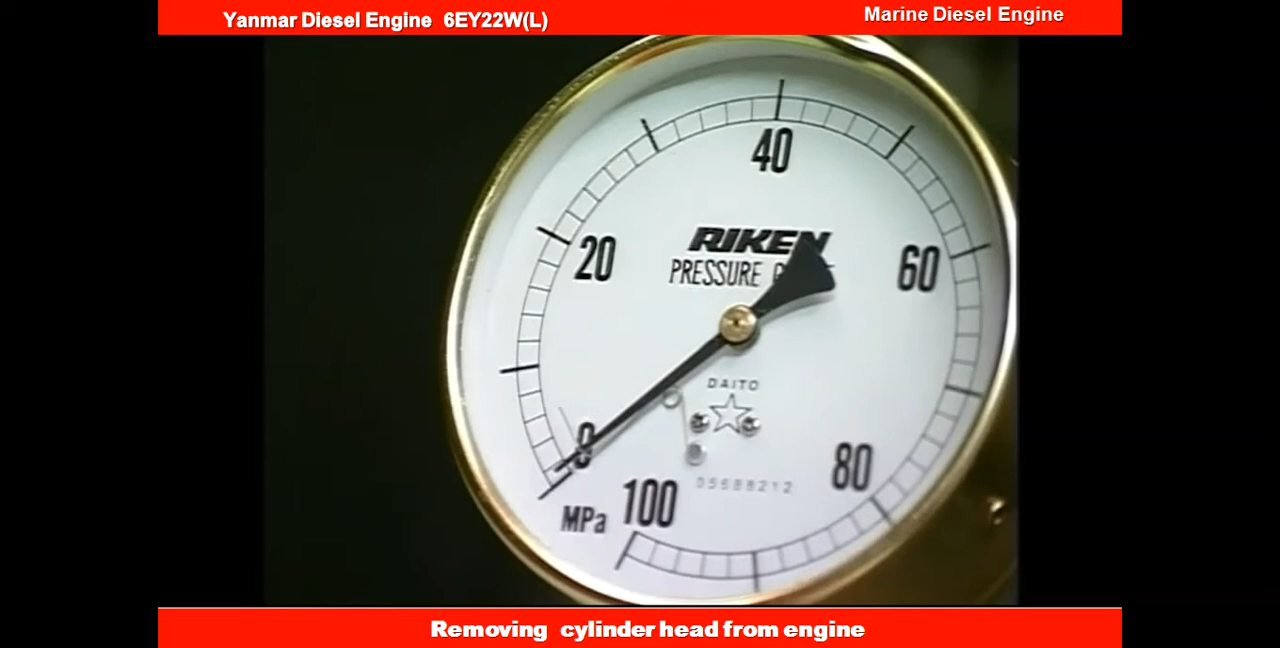 Yanmar Diesel Engine 6EY22W(L)
Marine Diesel Engine
40
RIKEN
PRESSURE
20
60
DAITO
0
80
100
MPa
05688212
Removing cylinder head from engine